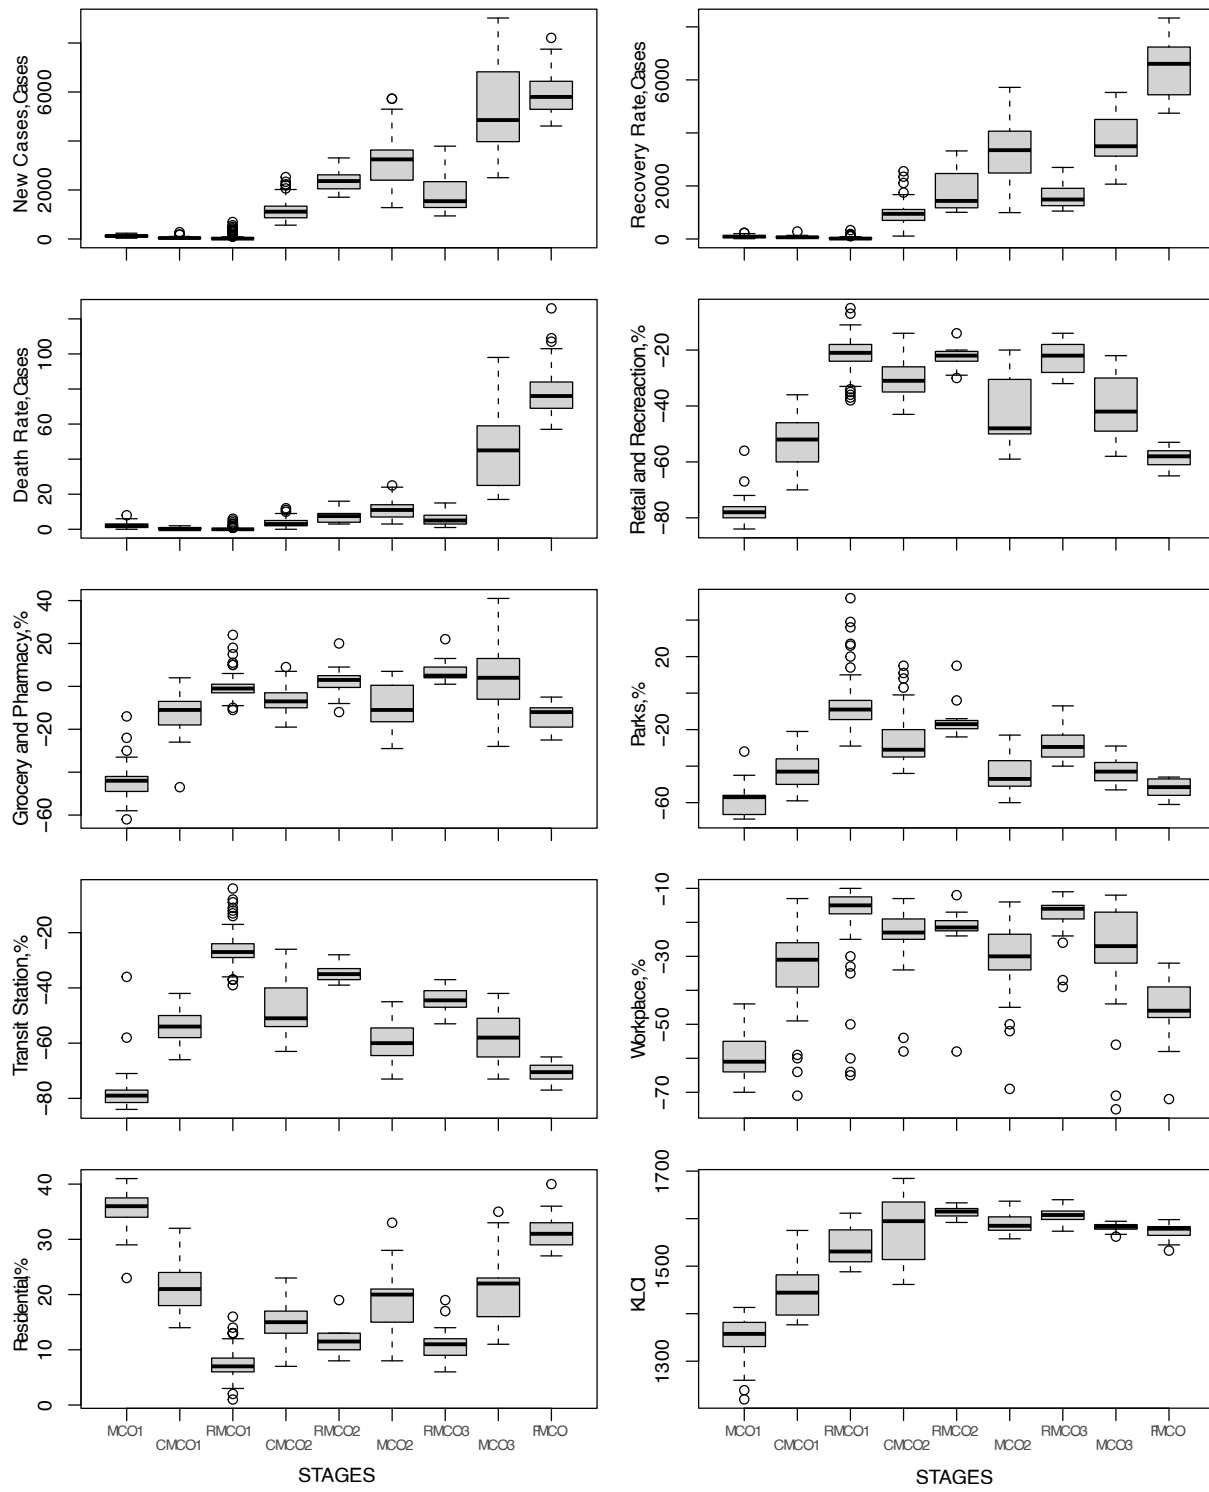 New Cases,Cases
0 2000 6000
Recovery Rate,Cases
0 2000 6000
Death Rate,Cases
0 20 60 100
Retail and Recreaction,%
−80 −60 −40 −20
Grocery and Pharmacy,%
−60 −20 0 20 40
Parks,%
−60 −20 20
Transit Station,%
−80 −60 −40 −20
Workplace,%
−70 −50 −30 −10
Residential,%
0 10 20 30 40
KLCI
1300 1500 1700
MCO1 CMCO1 RMCO1 CMCO2 RMCO2 MCO2 RMCO3 MCO3 FMCO
STAGES
MCO1 CMCO1 RMCO1 CMCO2 RMCO2 MCO2 RMCO3 MCO3 FMCO
STAGES